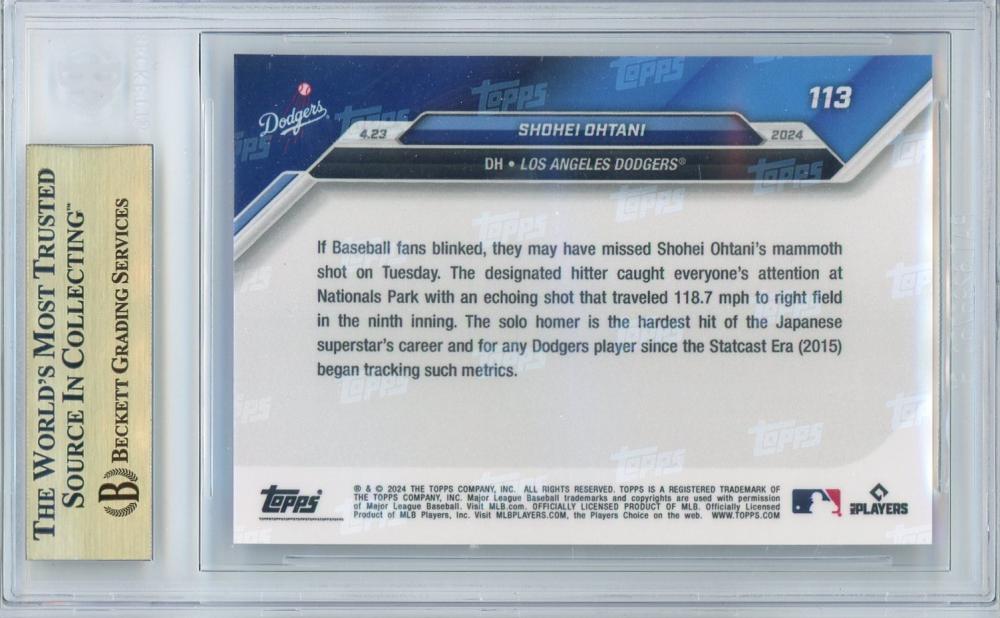 THE WORLD'S MOST TRUSTED
SOURCE IN COLLECTING™
BECKETT GRADING SERVICES
B
Dodgers
113
4.23
SHOHEI OHTANI
2024
DH • LOS ANGELES DODGERS®
If Baseball fans blinked, they may have missed Shohei Ohtani's mammoth
shot on Tuesday. The designated hitter caught everyone's attention at
Nationals Park with an echoing shot that traveled 118.7 mph to right field
in the ninth inning. The solo homer is the hardest hit of the Japanese
superstar's career and for any Dodgers player since the Statcast Era (2015)
began tracking such metrics.
Topps
® & © 2024 THE TOPPS COMPANY, INC. ALL RIGHTS RESERVED. TOPPS IS A REGISTERED TRADEMARK OF
THE TOPPS COMPANY, INC. Major League Baseball trademarks and copyrights are used with permission
of Major League Baseball. Visit MLB.com. OFFICIALLY LICENSED PRODUCT OF MLB. Officially Licensed
Product of MLB Players, Inc. Visit MLBPLAYERS.COM, the Players Choice on the web. WWW.TOPPS.COM
MLB PLAYERS